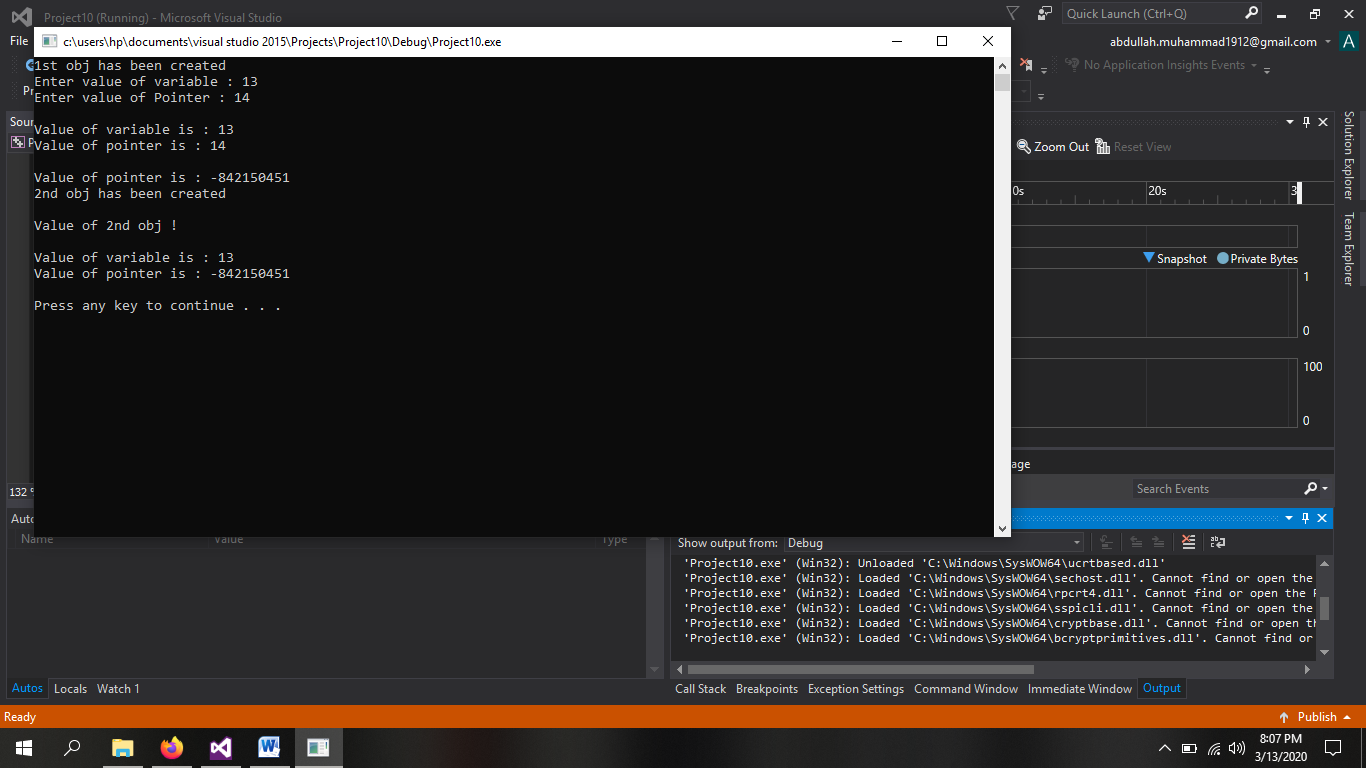 Project10 (Running) - Microsoft Visual Studio
Quick Launch (Ctrl+Q)
File
c:\users\hp\documents\visual studio 2015\Projects\Project10\Debug\Project10.exe
abdullah.muhammad1912@gmail.com
A
No Application Insights Events
1st obj has been created
Enter value of variable : 13
Enter value of Pointer : 14
Value of variable is : 13
Value of pointer is : 14
Value of pointer is : -842150451
2nd obj has been created
Value of 2nd obj !
Value of variable is : 13
Value of pointer is : -842150451
Press any key to continue . . .
Zoom Out
Reset View
0s 20s 3
Snapshot Private Bytes
1
0
100
0
Solution Explorer
Team Explorer
age
Search Events
132 %
Auto
Name Value Type
Show output from: Debug
'Project10.exe' (Win32): Unloaded 'C:\Windows\SysWOW64\ucrtbased.dll'
'Project10.exe' (Win32): Loaded 'C:\Windows\SysWOW64\sechost.dll'. Cannot find or open the
'Project10.exe' (Win32): Loaded 'C:\Windows\SysWOW64\rpcrt4.dll'. Cannot find or open the P
'Project10.exe' (Win32): Loaded 'C:\Windows\SysWOW64\sspicli.dll'. Cannot find or open the
'Project10.exe' (Win32): Loaded 'C:\Windows\SysWOW64\cryptbase.dll'. Cannot find or open th
'Project10.exe' (Win32): Loaded 'C:\Windows\SysWOW64\bcryptprimitives.dll'. Cannot find or
Autos Locals Watch 1
Call Stack Breakpoints Exception Settings Command Window Immediate Window Output
Ready
Publish
8:07 PM
3/13/2020